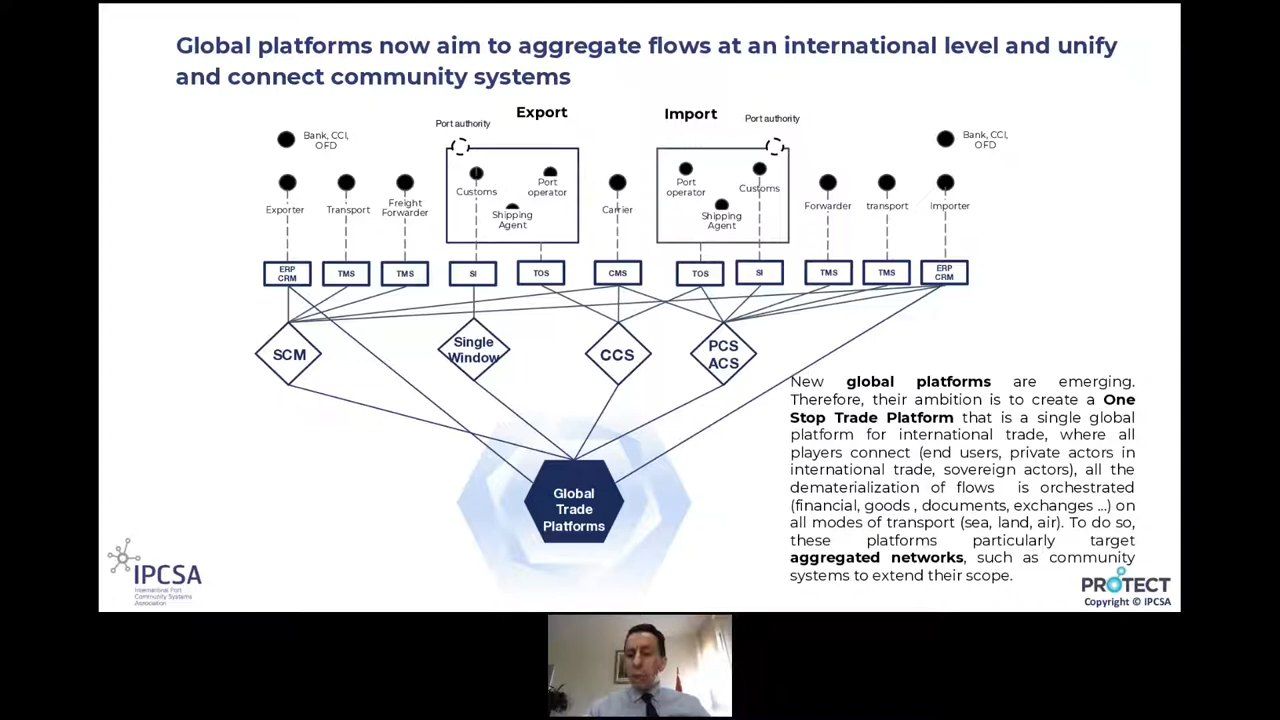 Global platforms now aim to aggregate flows at an international level and unify
and connect community systems
Export
Import
Port authority
Port authority
Bank, CCI,
OFD
Bank, CCI,
OFD
Exporter
Transport
Freight
Forwarder
Customs
Port
operator
Shipping
Agent
Carrier
Port
operator
Customs
Shipping
Agent
Forwarder
transport
Importer
ERP
CRM
TMS
TMS
SI
TOS
CMS
TOS
SI
TMS
TMS
ERP
CRM
SCM
Single
Window
CCS
PCS
ACS
Global
Trade
Platforms
New global platforms are emerging.
Therefore, their ambition is to create a One
Stop Trade Platform that is a single global
platform for international trade, where all
players connect (end users, private actors in
international trade, sovereign actors), all the
dematerialization of flows is orchestrated
(financial, goods , documents, exchanges ...) on
all modes of transport (sea, land, air). To do so,
these platforms particularly target
aggregated networks, such as community
systems to extend their scope.
IPCSA
International Port
Community Systems
Association
PROTECT
Copyright © IPCSA